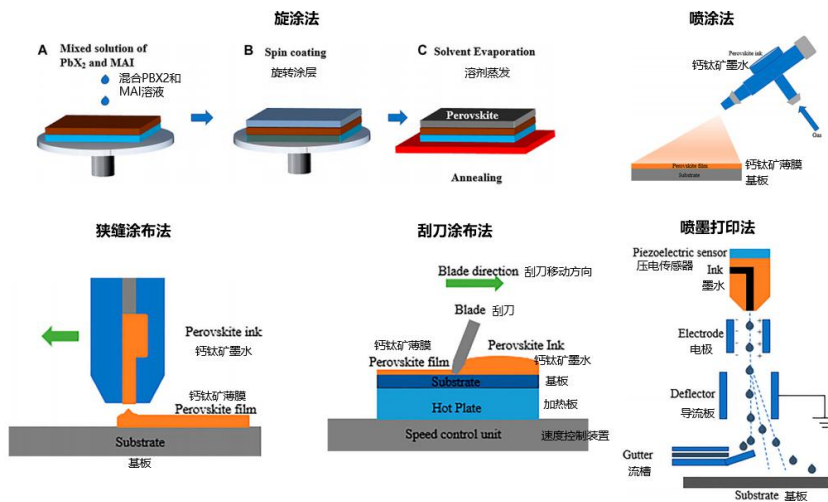 旋涂法
A
Mixed solution of
PbX2 and MAI
混合PBX2和
MAI溶液
B
Spin coating
旋转涂层
C
Solvent Evaporation
溶剂蒸发
Perovskite
Annealing
喷涂法
Perovskite ink
钙钛矿墨水
Gas
Perovskite film
钙钛矿薄膜
Substrate
基板
狭缝涂布法
Perovskite ink
钙钛矿墨水
钙钛矿薄膜
Perovskite film
Substrate
基板
刮刀涂布法
Blade direction 刮刀移动方向
Blade 刮刀
钙钛矿薄膜
Perovskite film
Perovskite Ink
钙钛矿墨水
Substrate 基板
Hot Plate 加热板
Speed control unit 速度控制装置
喷墨打印法
Piezoelectric sensor
压电传感器
Ink
墨水
Electrode
电极
Deflector
导流板
Gutter
流槽
Substrate 基板